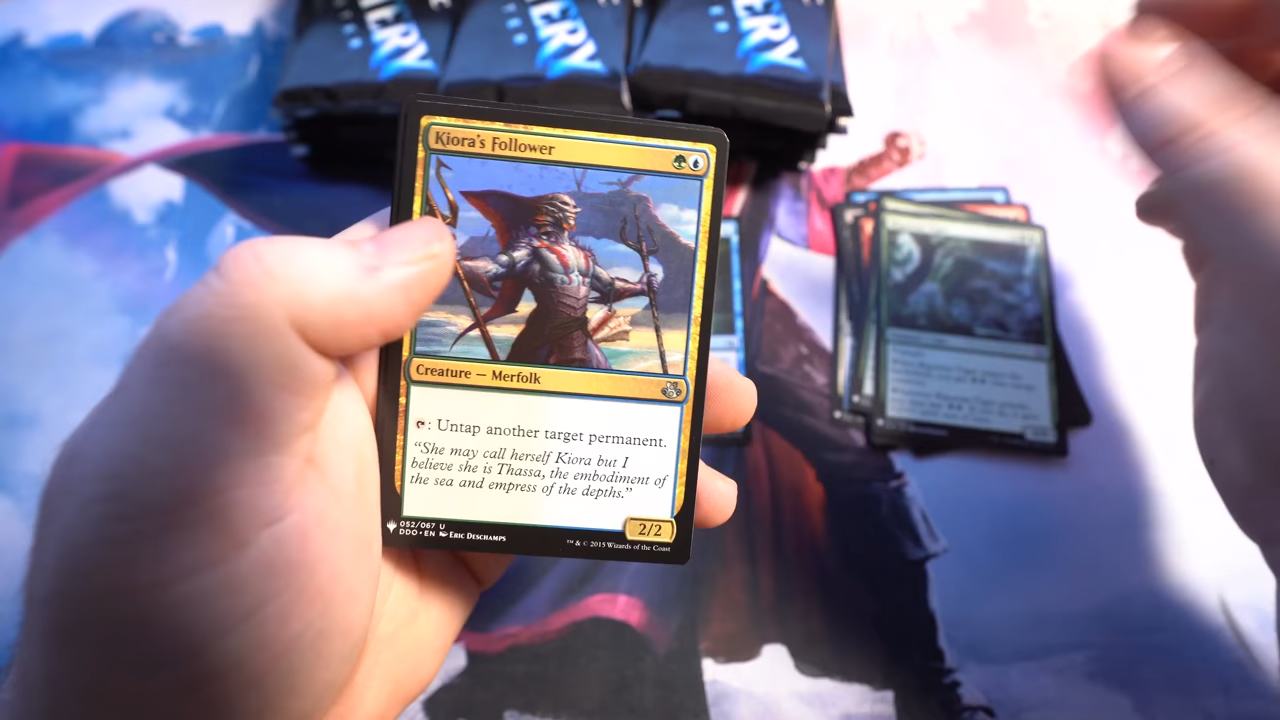 ERY
ERY
ERY
Kiora's Follower
Creature — Merfolk
: Untap another target permanent.
"She may call herself Kiora but I
believe she is Thassa, the embodiment of
the sea and empress of the depths."
2/2
052/067 U
DDO • EN Eric Deschamps
™ & © 2015 Wizards of the Coast